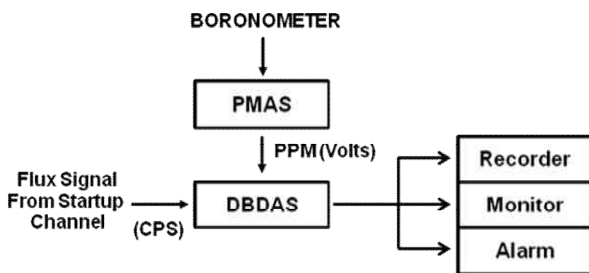 BORONOMETER
PMAS
PPM (Volts)
Flux Signal
From Startup
Channel
(CPS)
DBDAS
Recorder
Monitor
Alarm